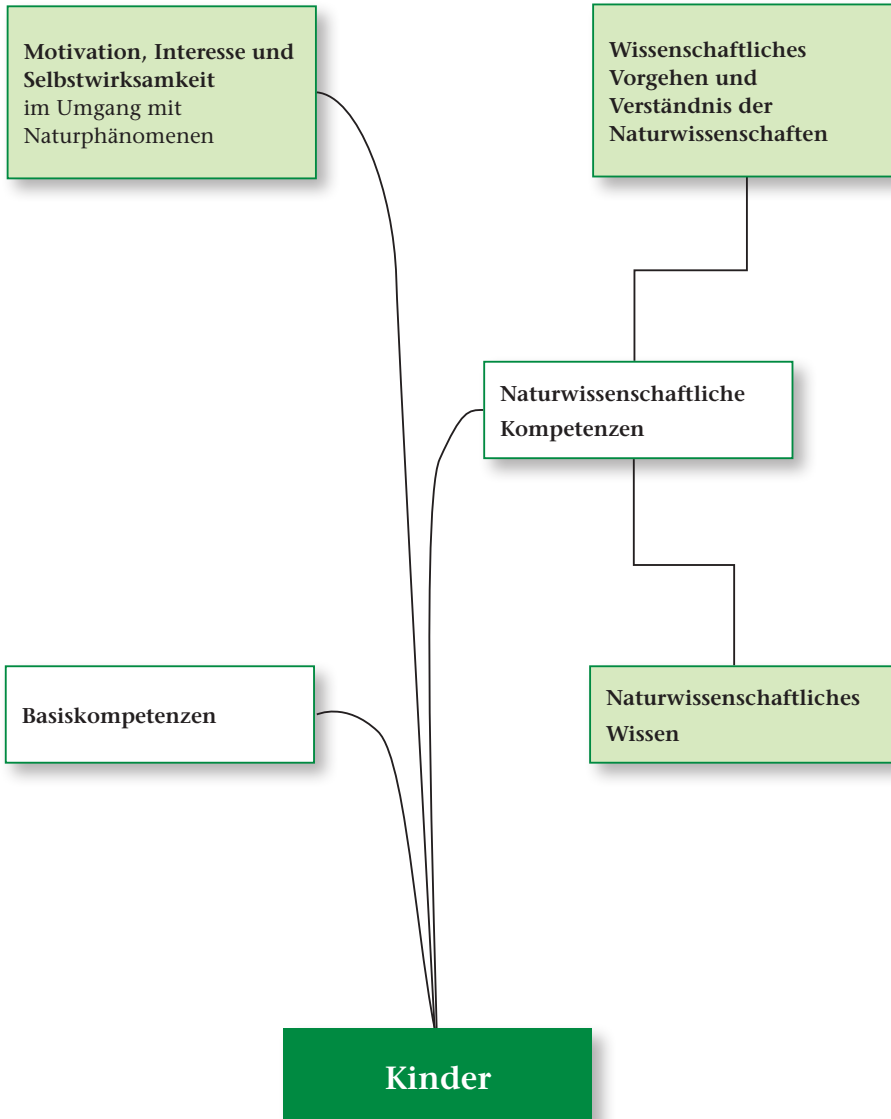 Motivation, Interesse und
Selbstwirksamkeit
im Umgang mit
Naturphänomenen
Wissenschaftliches
Vorgehen und
Verständnis der
Naturwissenschaften
Naturwissenschaftliche
Kompetenzen
Basiskompetenzen
Naturwissenschaftliches
Wissen
Kinder